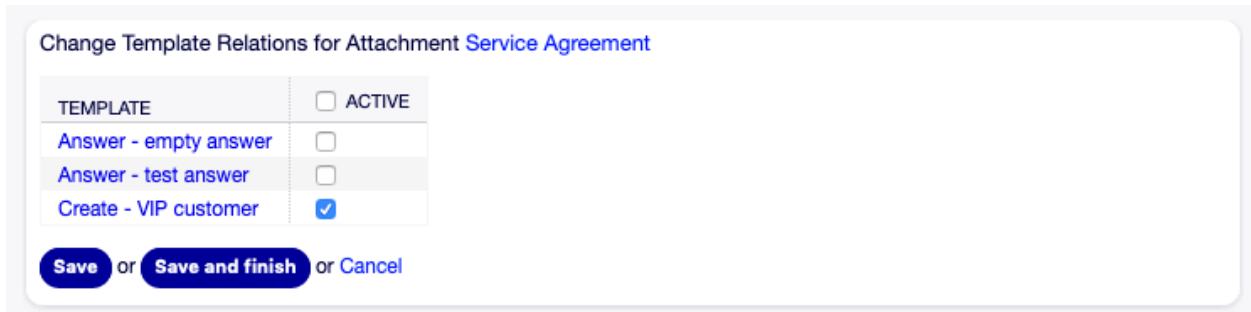 Change Template Relations for Attachment Service Agreement
TEMPLATE ACTIVE
Answer - empty answer
Answer - test answer
Create - VIP customer
Save or Save and finish or Cancel